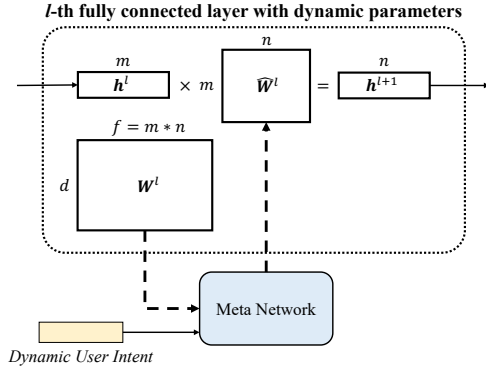 l-th fully connected layer with dynamic parameters
m
n
n
h^l
× m
Ŵ^l
=
h^{l+1}
f = m * n
d
W^l
Meta Network
Dynamic User Intent